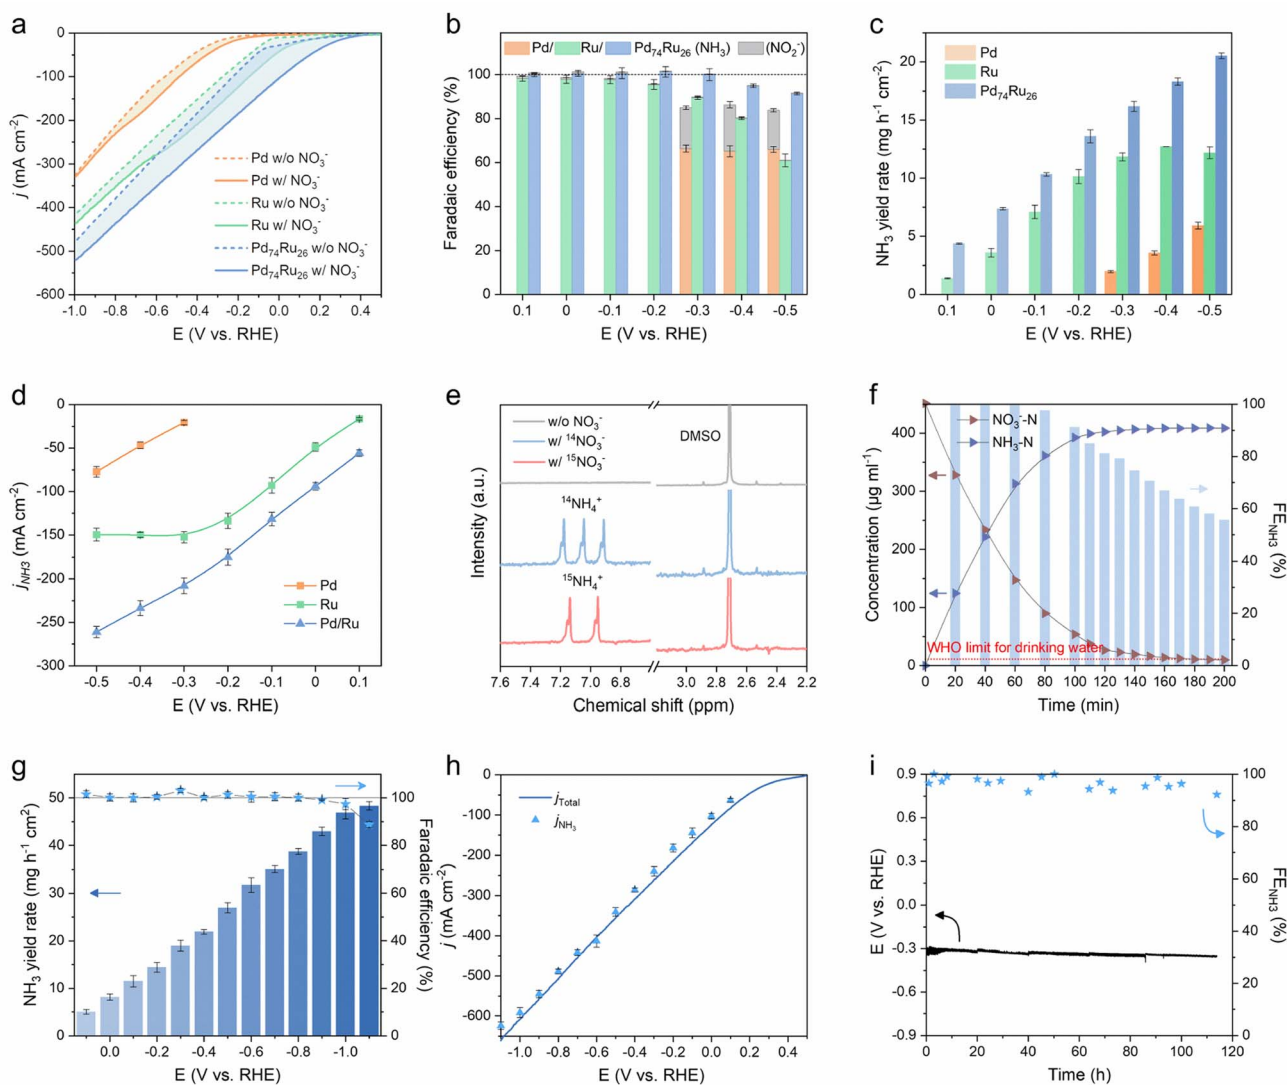 a
0
-100
-200
-300
-400
-500
-600
j (mA cm⁻²)
Pd w/o NO₃⁻
Pd w/ NO₃⁻
Ru w/o NO₃⁻
Ru w/ NO₃⁻
Pd₇₄Ru₂₆ w/o NO₃⁻
Pd₇₄Ru₂₆ w/ NO₃⁻
-1.0 -0.8 -0.6 -0.4 -0.2 0.0 0.2 0.4
E (V vs. RHE)
b
Pd/ Ru/ Pd₇₄Ru₂₆ (NH₃) (NO₂⁻)
100
80
60
40
20
0
Faradaic efficiency (%)
0.1 0 -0.1 -0.2 -0.3 -0.4 -0.5
E (V vs. RHE)
c
Pd
Ru
Pd₇₄Ru₂₆
20
15
10
5
0
NH₃ yield rate (mg h⁻¹ cm⁻²)
0.1 0 -0.1 -0.2 -0.3 -0.4 -0.5
E (V vs. RHE)
d
0
-50
-100
-150
-200
-250
-300
j_NH3 (mA cm⁻²)
Pd
Ru
Pd/Ru
-0.5 -0.4 -0.3 -0.2 -0.1 0 0.1
E (V vs. RHE)
e
w/o NO₃⁻
w/ ¹⁴NO₃⁻
w/ ¹⁵NO₃⁻
DMSO
¹⁴NH₄⁺
¹⁵NH₄⁺
Intensity (a.u.)
7.6 7.4 7.2 7.0 6.8 3.0 2.8 2.6 2.4 2.2
Chemical shift (ppm)
f
NO₃⁻-N
NH₃-N
400
350
300
250
200
150
100
50
0
Concentration (µg ml⁻¹)
100
80
60
40
20
0
FE_NH3 (%)
WHO limit for drinking water
0 20 40 60 80 100 120 140 160 180 200
Time (min)
g
50
40
30
20
10
0
NH₃ yield rate (mg h⁻¹ cm²)
100
80
60
40
20
0
Faradaic efficiency (%)
0.0 -0.2 -0.4 -0.6 -0.8 -1.0
E (V vs. RHE)
h
j_Total
j_NH₃
0
-100
-200
-300
-400
-500
-600
j (mA cm⁻²)
-1.0 -0.8 -0.6 -0.4 -0.2 0.0 0.2 0.4
E (V vs. RHE)
i
0.9
0.6
0.3
0.0
-0.3
-0.6
-0.9
E (V vs. RHE)
100
80
60
40
20
0
FE_NH3 (%)
0 20 40 60 80 100 120
Time (h)